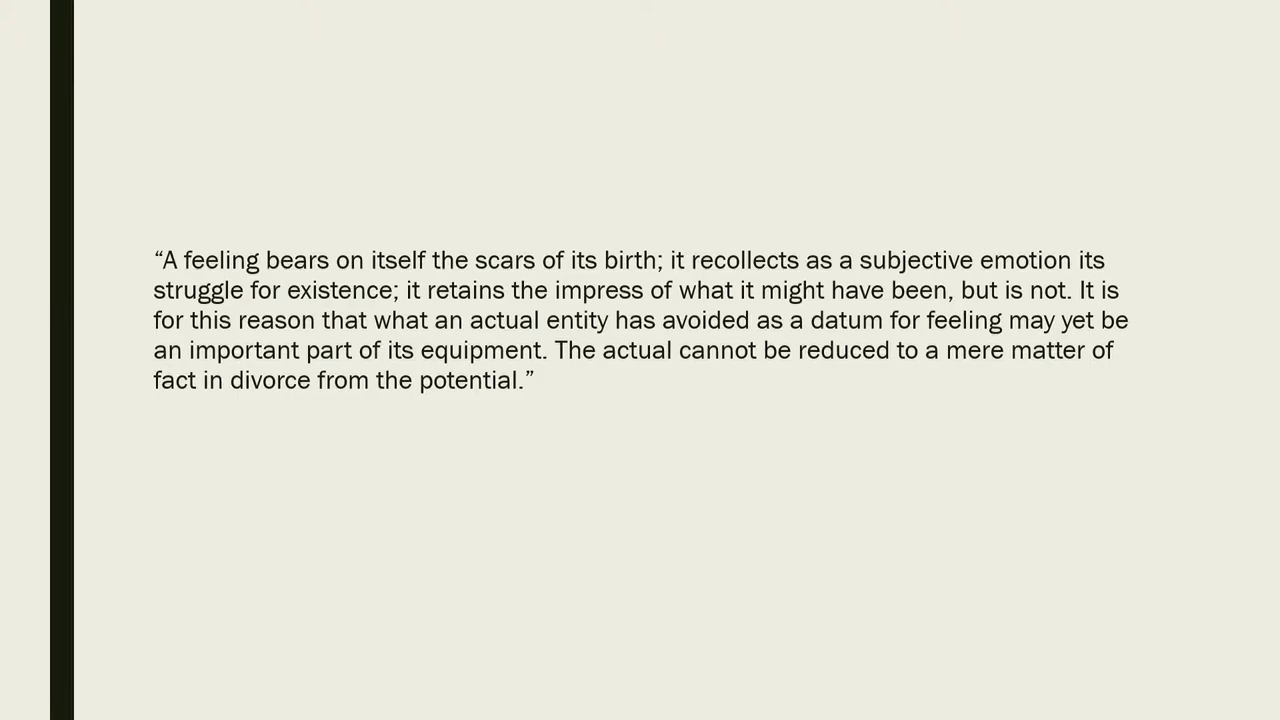 “A feeling bears on itself the scars of its birth; it recollects as a subjective emotion its
struggle for existence; it retains the impress of what it might have been, but is not. It is
for this reason that what an actual entity has avoided as a datum for feeling may yet be
an important part of its equipment. The actual cannot be reduced to a mere matter of
fact in divorce from the potential.”